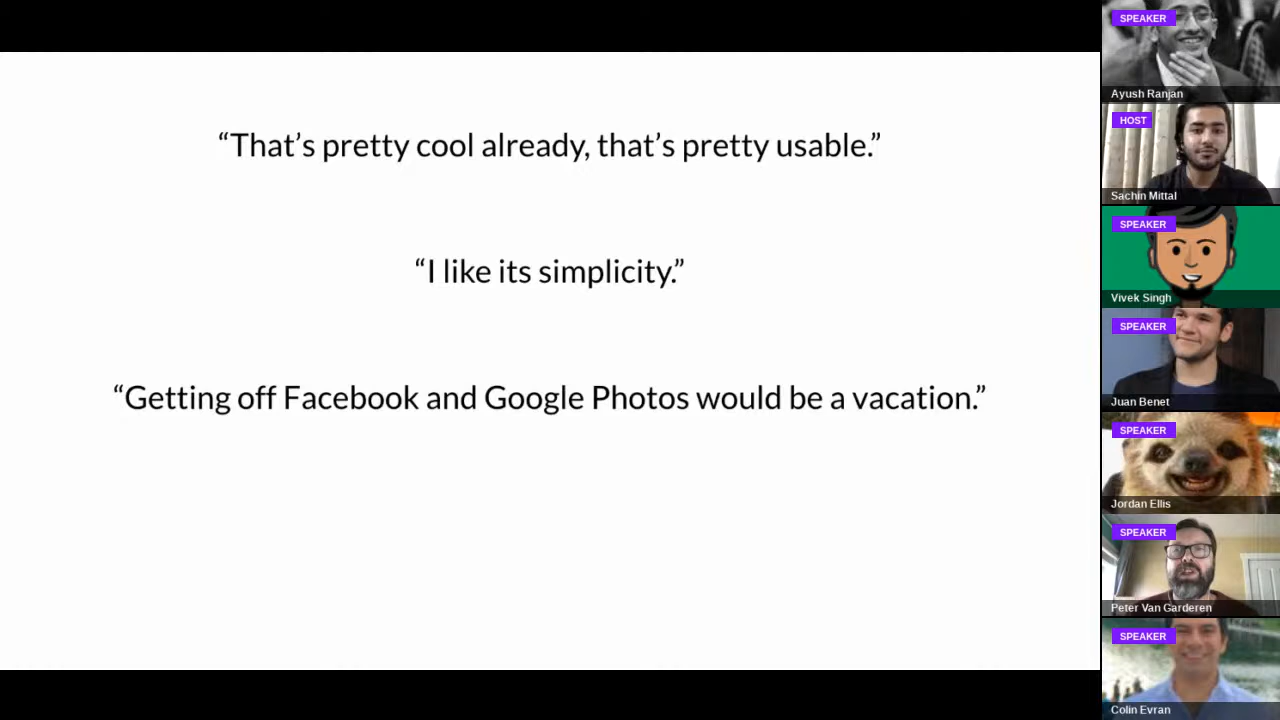 “That’s pretty cool already, that’s pretty usable.”
“I like its simplicity.”
“Getting off Facebook and Google Photos would be a vacation.”
SPEAKER
Ayush Ranjan
HOST
Sachin Mittal
SPEAKER
Vivek Singh
SPEAKER
Juan Benet
SPEAKER
Jordan Ellis
SPEAKER
Peter Van Garderen
SPEAKER
Colin Evran